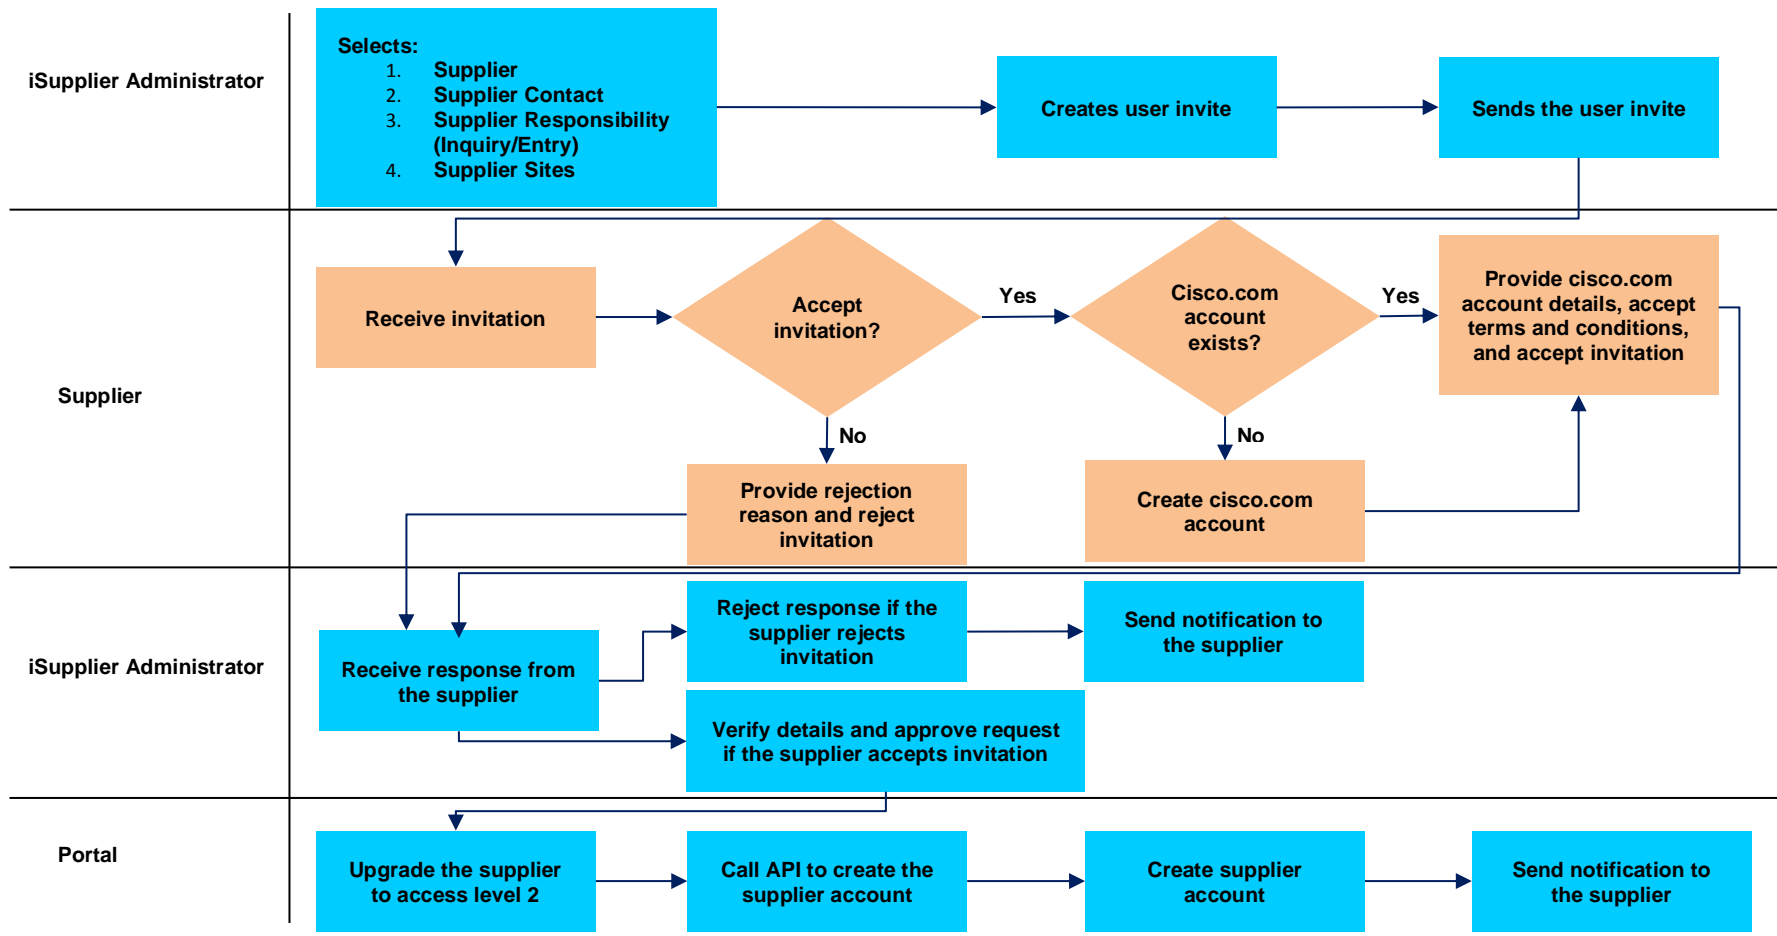 iSupplier Administrator
Selects:
1. Supplier
2. Supplier Contact
3. Supplier Responsibility
(Inquiry/Entry)
4. Supplier Sites
Creates user invite
Sends the user invite
Supplier
Receive invitation
Accept
invitation?
Yes
Cisco.com
account
exists?
Yes
Provide cisco.com
account details, accept
terms and conditions,
and accept invitation
No
No
Provide rejection
reason and reject
invitation
Create cisco.com
account
iSupplier Administrator
Receive response from
the supplier
Reject response if the
supplier rejects
invitation
Send notification to
the supplier
Verify details and approve request
if the supplier accepts invitation
Portal
Upgrade the supplier
to access level 2
Call API to create the
supplier account
Create supplier
account
Send notification to
the supplier